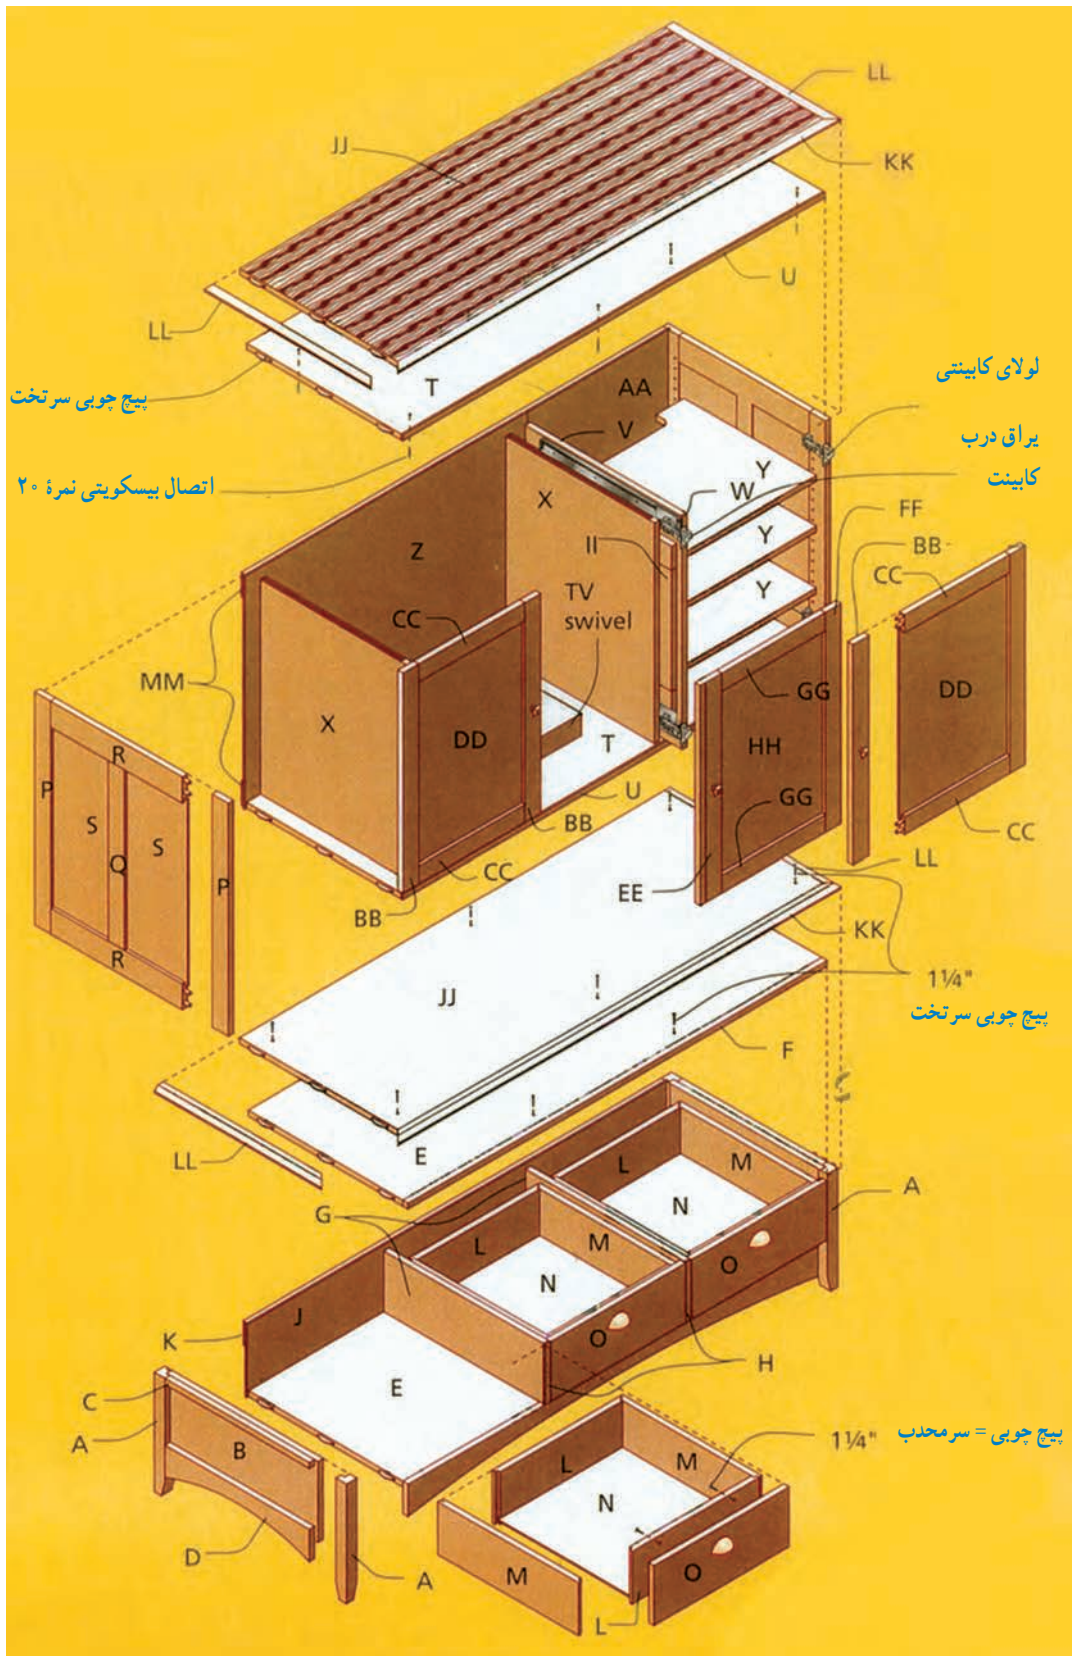 LL
JJ
KK
U
LL
T
AA
لولای کابینتی
پیچ چوبی سرتخت
V
یراق درب
کابینت
Y
W
X
اتصال بیسکویتی نمرهٔ ۲۰
FF
II
Y
BB
Z
CC
TV
swivel
Y
CC
MM
GG
DD
X
DD
T
HH
R
P
U
GG
S
S
BB
CC
Q
CC
LL
P
EE
BB
KK
R
JJ
1¼"
پیچ چوبی سرتخت
F
E
LL
L
M
A
G
N
L
M
O
N
J
K
O
H
E
C
A
B
1¼"
پیچ چوبی = سرمحدب
L
M
N
D
A
M
O
L